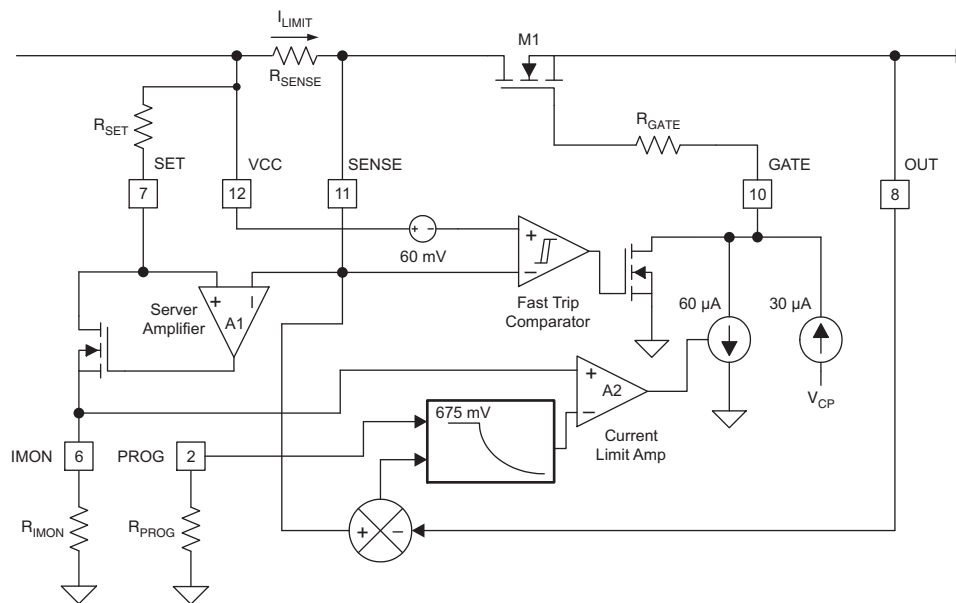 I_LIMIT
M1
R_SENSE
R_SET
R_GATE
SET
VCC
SENSE
GATE
OUT
7
12
11
10
8
+ −
+
60 mV
−
60 µA
30 µA
Server
Amplifier
+
−
A1
Fast Trip
Comparator
+
A2
−
V_CP
675 mV
Current
Limit Amp
IMON
6
PROG
2
R_IMON
R_PROG
+
−